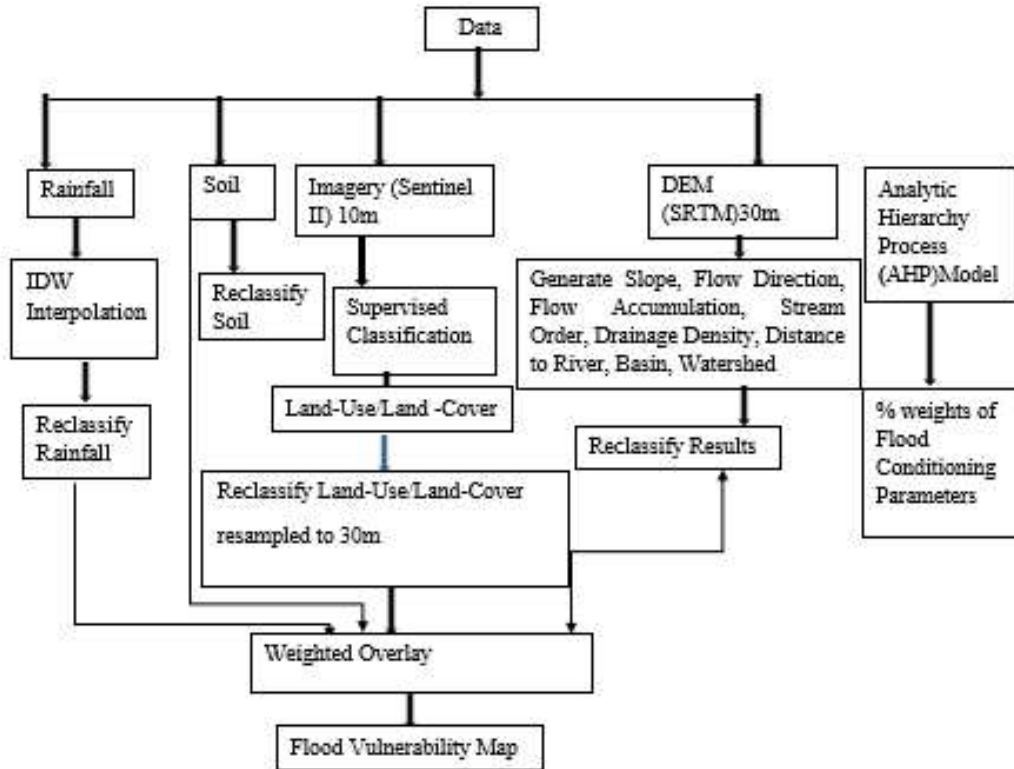 Data
Rainfall
Soil
Imagery (Sentinel
II) 10m
DEM
(SRTM)30m
Analytic
Hierarchy
Process
(AHP)Model
IDW
Interpolation
Reclassify
Soil
Supervised
Classification
Generate Slope, Flow Direction,
Flow Accumulation, Stream
Order, Drainage Density, Distance
to River, Basin, Watershed
Land-Use/Land -Cover
Reclassify
Rainfall
Reclassify Results
% weights of
Flood
Conditioning
Parameters
Reclassify Land-Use/Land-Cover
resampled to 30m
Weighted Overlay
Flood Vulnerability Map